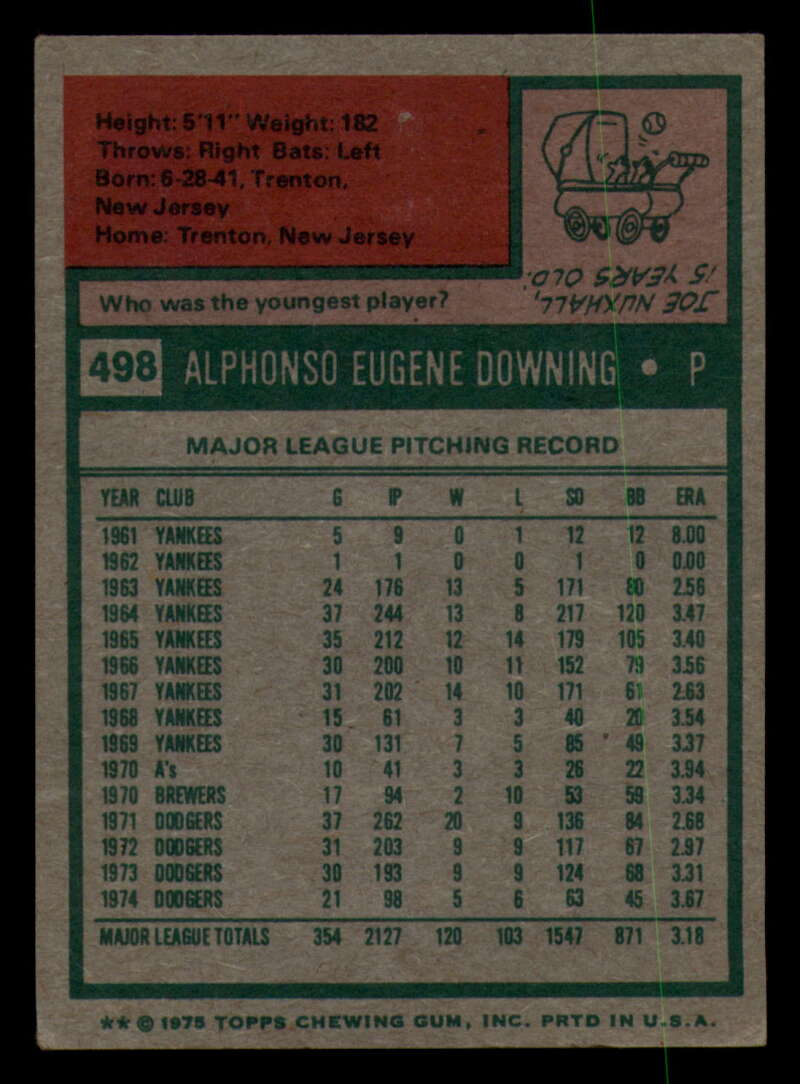 Height: 5'11" Weight: 182
Throws: Right Bats: Left
Born: 6-28-41, Trenton,
New Jersey
Home: Trenton, New Jersey
Who was the youngest player?
JOE NUXHALL,
15 YEARS OLD.
498 ALPHONSO EUGENE DOWNING • P
MAJOR LEAGUE PITCHING RECORD
YEAR CLUB G IP W L SO BB ERA
1961 YANKEES 5 9 0 1 12 12 8.00
1962 YANKEES 1 1 0 0 1 0 0.00
1963 YANKEES 24 176 13 5 171 80 2.56
1964 YANKEES 37 244 13 8 217 120 3.47
1965 YANKEES 35 212 12 14 179 105 3.40
1966 YANKEES 30 200 10 11 152 79 3.56
1967 YANKEES 31 202 14 10 171 61 2.63
1968 YANKEES 15 61 3 3 40 20 3.54
1969 YANKEES 30 131 7 5 85 49 3.37
1970 A's 10 41 3 3 26 22 3.94
1970 BREWERS 17 94 2 10 53 59 3.34
1971 DODGERS 37 262 20 9 136 84 2.68
1972 DODGERS 31 203 9 9 117 67 2.97
1973 DODGERS 30 193 9 9 124 68 3.31
1974 DODGERS 21 98 5 6 63 45 3.67
MAJOR LEAGUE TOTALS 354 2127 120 103 1547 871 3.18
** © 1975 TOPPS CHEWING GUM, INC. PRTD IN U.S.A.